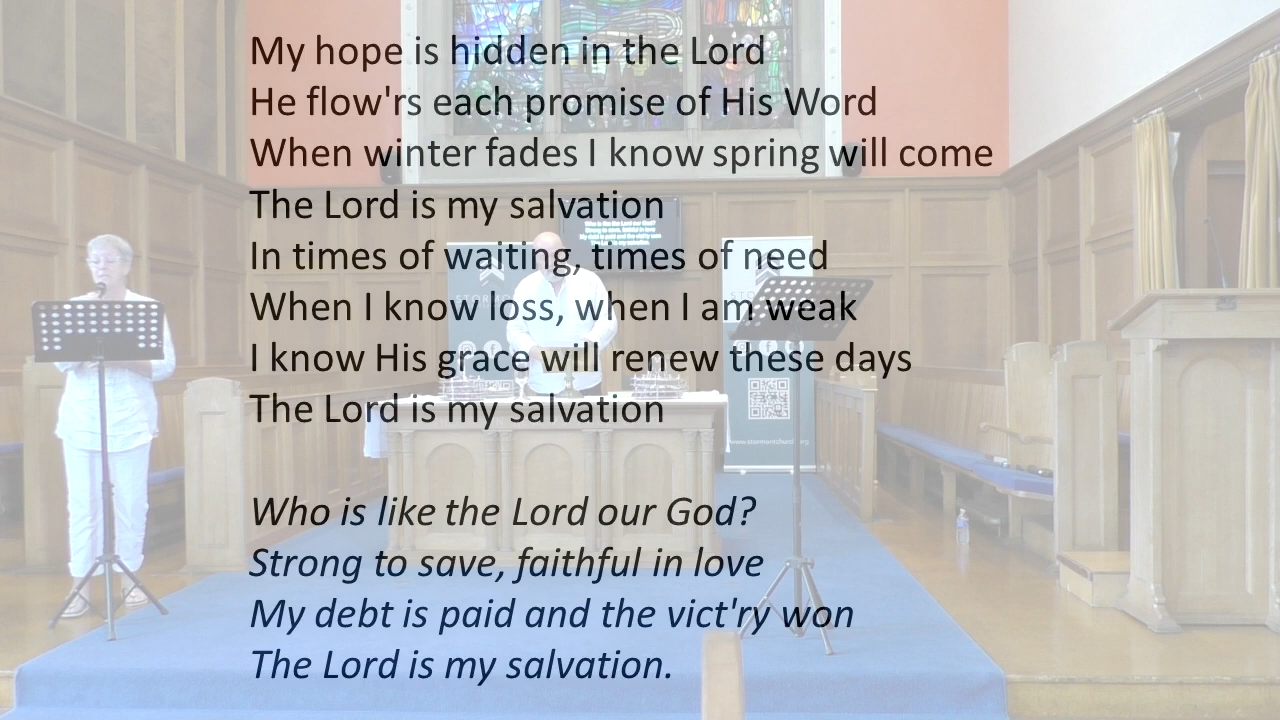 My hope is hidden in the Lord
He flow'rs each promise of His Word
When winter fades I know spring will come
The Lord is my salvation
In times of waiting, times of need
When I know loss, when I am weak
I know His grace will renew these days
The Lord is my salvation
Who is like the Lord our God?
Strong to save, faithful in love
My debt is paid and the vict'ry won
The Lord is my salvation.
www.stormontchurch.org